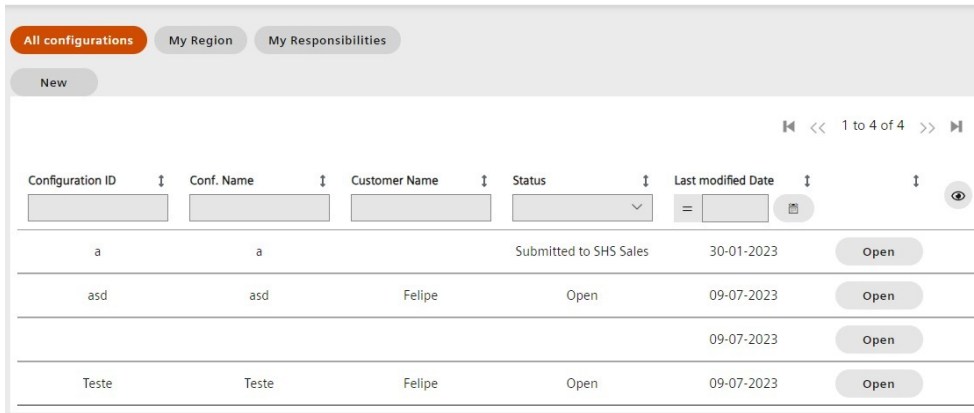 All configurations My Region My Responsibilities
New
<< 1 to 4 of 4 >>
Configuration ID Conf. Name Customer Name Status Last modified Date
=
a a Submitted to SHS Sales 30-01-2023 Open
asd asd Felipe Open 09-07-2023 Open
09-07-2023 Open
Teste Teste Felipe Open 09-07-2023 Open